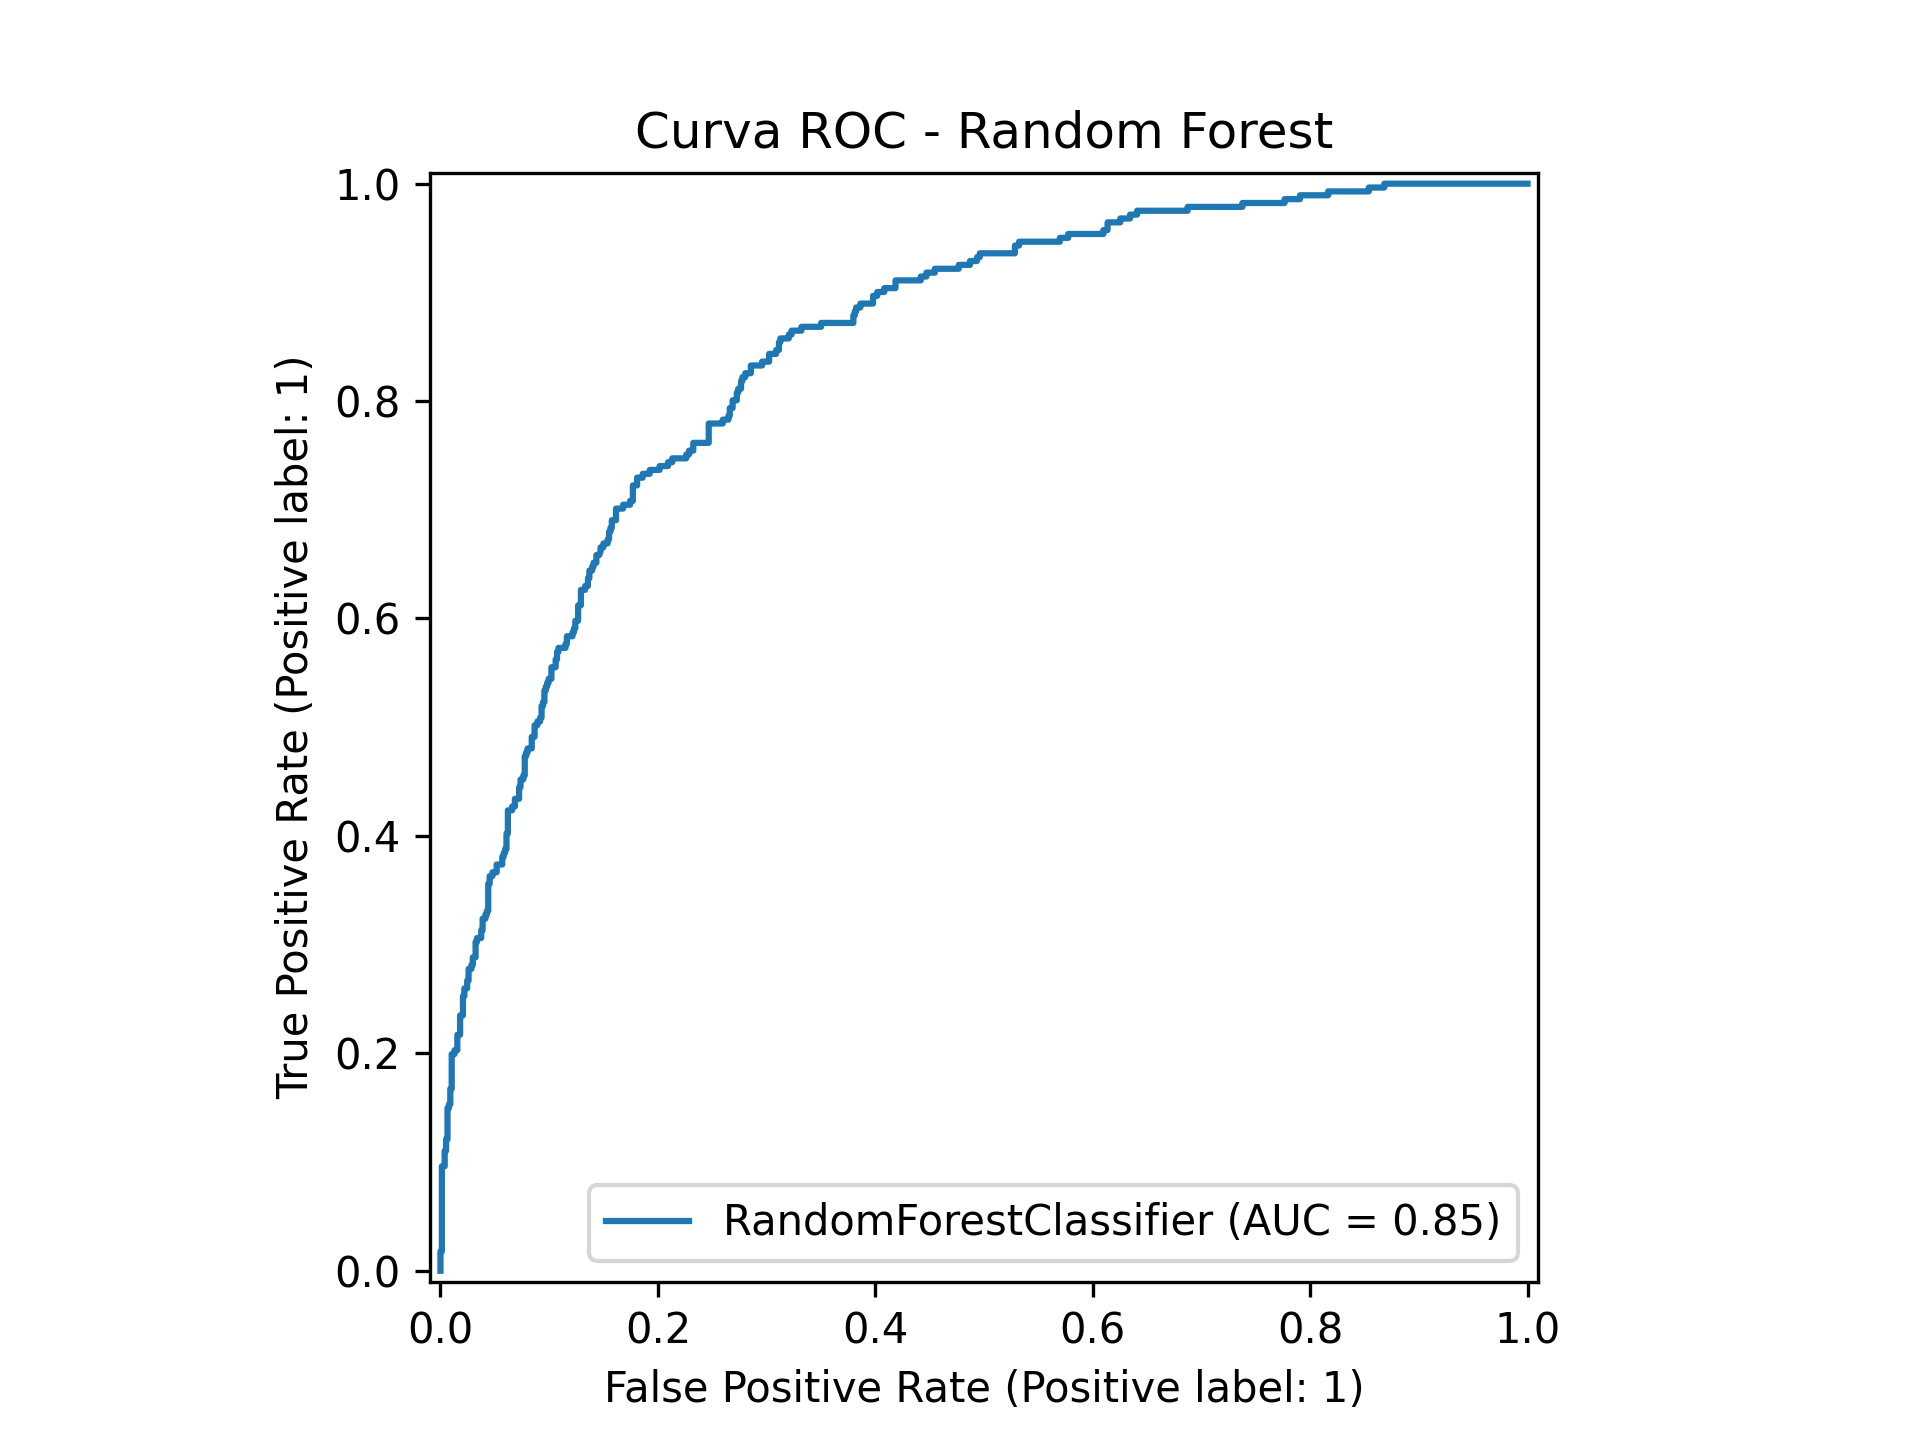 Curva ROC - Random Forest
True Positive Rate (Positive label: 1)
1.0
0.8
0.6
0.4
0.2
0.0
RandomForestClassifier (AUC = 0.85)
0.0 0.2 0.4 0.6 0.8 1.0
False Positive Rate (Positive label: 1)